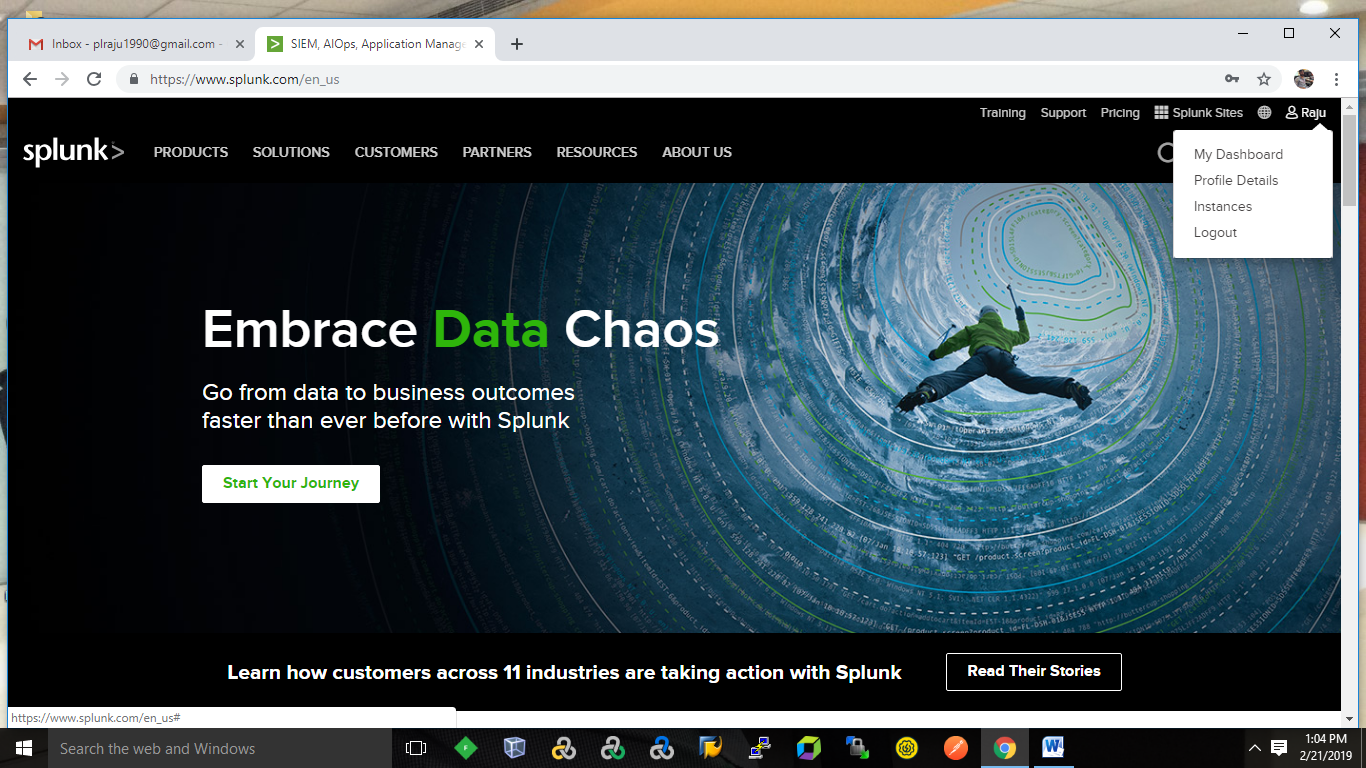 Inbox - plraju1990@gmail.com -
SIEM, AIOps, Application Manage
https://www.splunk.com/en_us
Training Support Pricing Splunk Sites Raju
splunk> PRODUCTS SOLUTIONS CUSTOMERS PARTNERS RESOURCES ABOUT US
My Dashboard
Profile Details
Instances
Logout
Embrace Data Chaos
Go from data to business outcomes
faster than ever before with Splunk
Start Your Journey
Learn how customers across 11 industries are taking action with Splunk
Read Their Stories
https://www.splunk.com/en_us#
Search the web and Windows
1:04 PM
2/21/2019